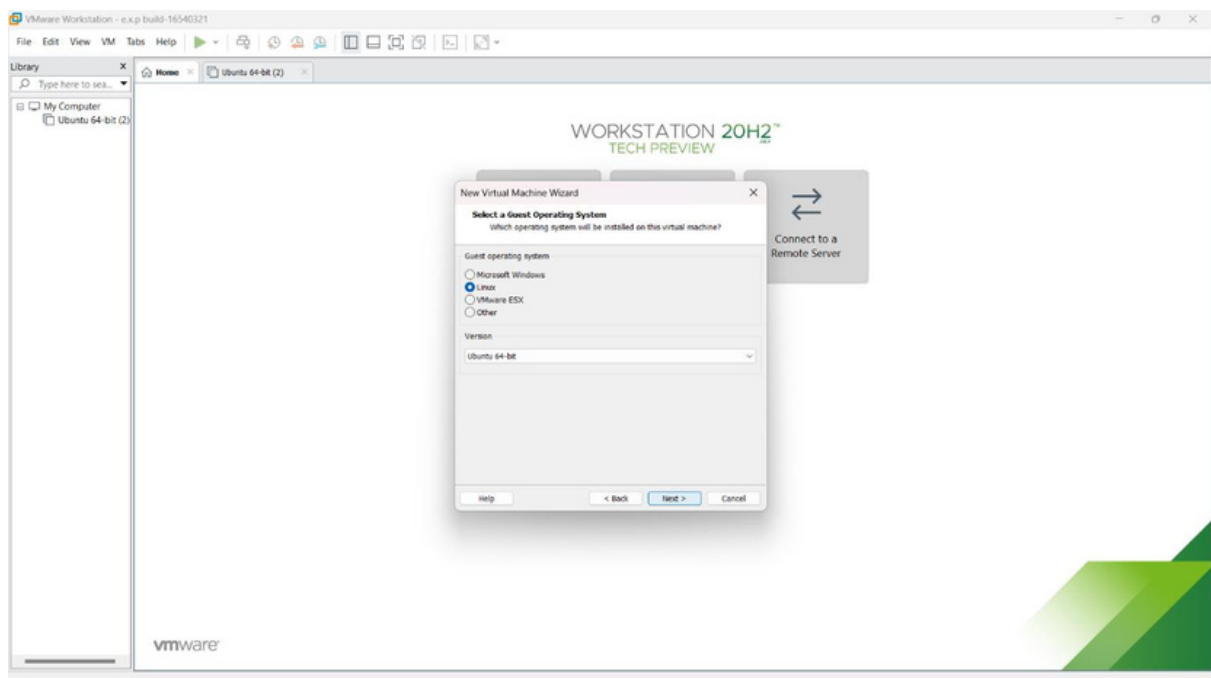 VMware Workstation - e.x.p build-16540321
File Edit View VM Tabs Help
Library X
Type here to sea...
Home
Ubuntu 64-bit (2)
My Computer
Ubuntu 64-bit (2)
WORKSTATION 20H2™
TECH PREVIEW
Connect to a
Remote Server
New Virtual Machine Wizard
Select a Guest Operating System
Which operating system will be installed on this virtual machine?
Guest operating system
Microsoft Windows
Linux
VMware ESX
Other
Version
Ubuntu 64-bit
Help
< Back
Next >
Cancel
vmware